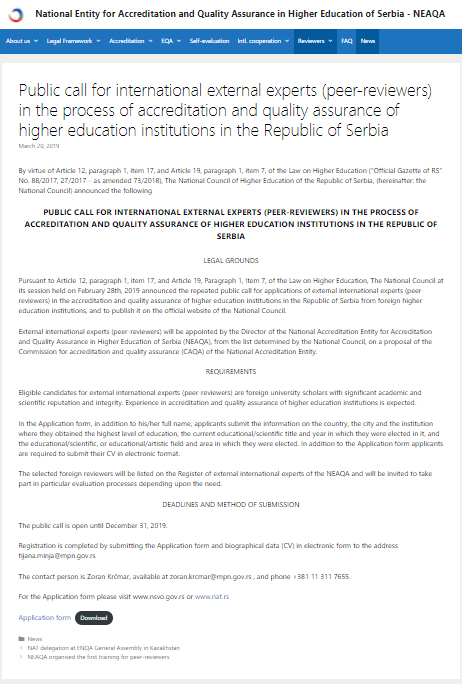 National Entity for Accreditation and Quality Assurance in Higher Education of Serbia - NEAQA
About us Legal Framework Accreditation EQA Self-evaluation Intl. cooperation Reviewers FAQ News
Public call for international external experts (peer-reviewers)
in the process of accreditation and quality assurance of
higher education institutions in the Republic of Serbia
March 20, 2019
By virtue of Article 12, paragraph 1, item 17, and Article 19, paragraph 1, item 7, of the Law on Higher Education ("Official Gazette of RS"
No. 88/2017, 27/2017 - as amended 73/2018), The National Council of Higher Education of the Republic of Serbia, (hereinafter: the
National Council) announced the following
PUBLIC CALL FOR INTERNATIONAL EXTERNAL EXPERTS (PEER-REVIEWERS) IN THE PROCESS OF
ACCREDITATION AND QUALITY ASSURANCE OF HIGHER EDUCATION INSTITUTIONS IN THE REPUBLIC OF
SERBIA
LEGAL GROUNDS
Pursuant to Article 12, paragraph 1, item 17, and Article 19, Paragraph 1, Item 7, of the Law on Higher Education, The National Council at
its session held on February 28th, 2019 announced the repeated public call for applications of external international experts (peer
reviewers) in the accreditation and quality assurance of higher education institutions in the Republic of Serbia from foreign higher
education institutions, and to publish it on the official website of the National Council.
External international experts (peer reviewers) will be appointed by the Director of the National Accreditation Entity for Accreditation
and Quality Assurance in Higher Education of Serbia (NEAQA), from the list determined by the National Council, on a proposal of the
Commission for accreditation and quality assurance (CAQA) of the National Accreditation Entity.
REQUIREMENTS
Eligible candidates for external international experts (peer reviewers) are foreign university scholars with significant academic and
scientific reputation and integrity. Experience in accreditation and quality assurance of higher education institutions is expected.
In the Application form, in addition to his/her full name, applicants submit the information on the country, the city and the institution
where they obtained the highest level of education, the current educational/scientific title and year in which they were elected in it, and
the educational/scientific, or educational/artistic field and area in which they were elected. In addition to the Application form applicants
are required to submit their CV in electronic format.
The selected foreign reviewers will be listed on the Register of external international experts of the NEAQA and will be invited to take
part in particular evaluation processes depending upon the need.
DEADLINES AND METHOD OF SUBMISSION
The public call is open until December 31, 2019.
Registration is completed by submitting the Application form and biographical data (CV) in electronic form to the address
tijana.minja@mpn.gov.rs
The contact person is Zoran Krčmar, available at zoran.krcmar@mpn.gov.rs , and phone +381 11 311 7655.
For the Application form please visit www.nsvo.gov.rs or www.nat.rs
Application form Download
News
NAT delegation at ENQA General Assembly in Kazakhstan
NEAQA organised the first training for peer-reviewers